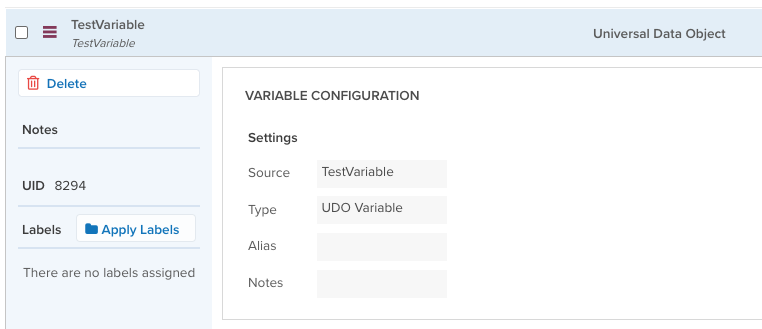 TestVariable
TestVariable
Universal Data Object
Delete
Notes
UID 8294
Labels Apply Labels
There are no labels assigned
VARIABLE CONFIGURATION
Settings
Source TestVariable
Type UDO Variable
Alias
Notes